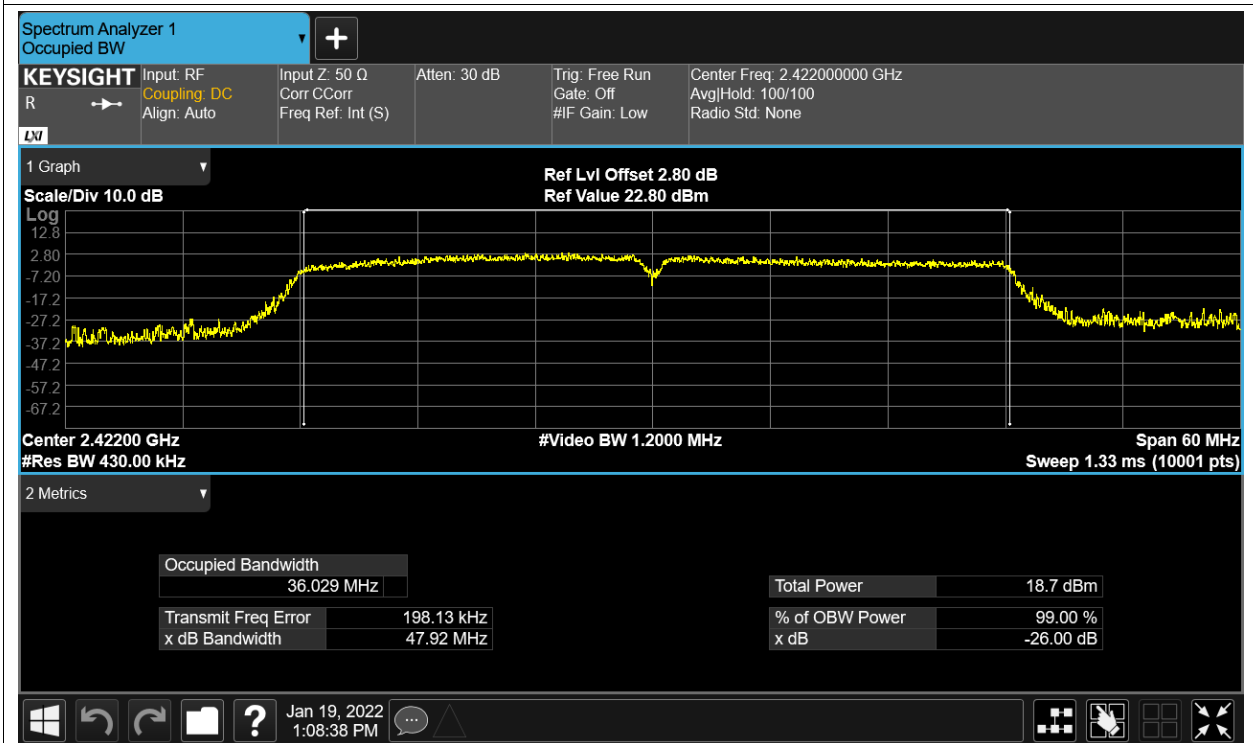 Spectrum Analyzer 1
Occupied BW
KEYSIGHT
R
LXI
Input: RF
Coupling: DC
Align: Auto
Input Z: 50 Ω
Corr CCorr
Freq Ref: Int (S)
Atten: 30 dB
Trig: Free Run
Gate: Off
#IF Gain: Low
Center Freq: 2.422000000 GHz
Avg|Hold: 100/100
Radio Std: None
1 Graph
Scale/Div 10.0 dB
Ref Lvl Offset 2.80 dB
Ref Value 22.80 dBm
Log
12.8
2.80
-7.20
-17.2
-27.2
-37.2
-47.2
-57.2
-67.2
Center 2.42200 GHz
#Res BW 430.00 kHz
#Video BW 1.2000 MHz
Span 60 MHz
Sweep 1.33 ms (10001 pts)
2 Metrics
Occupied Bandwidth
36.029 MHz
Transmit Freq Error 198.13 kHz
x dB Bandwidth 47.92 MHz
Total Power 18.7 dBm
% of OBW Power 99.00 %
x dB -26.00 dB
Jan 19, 2022
1:08:38 PM